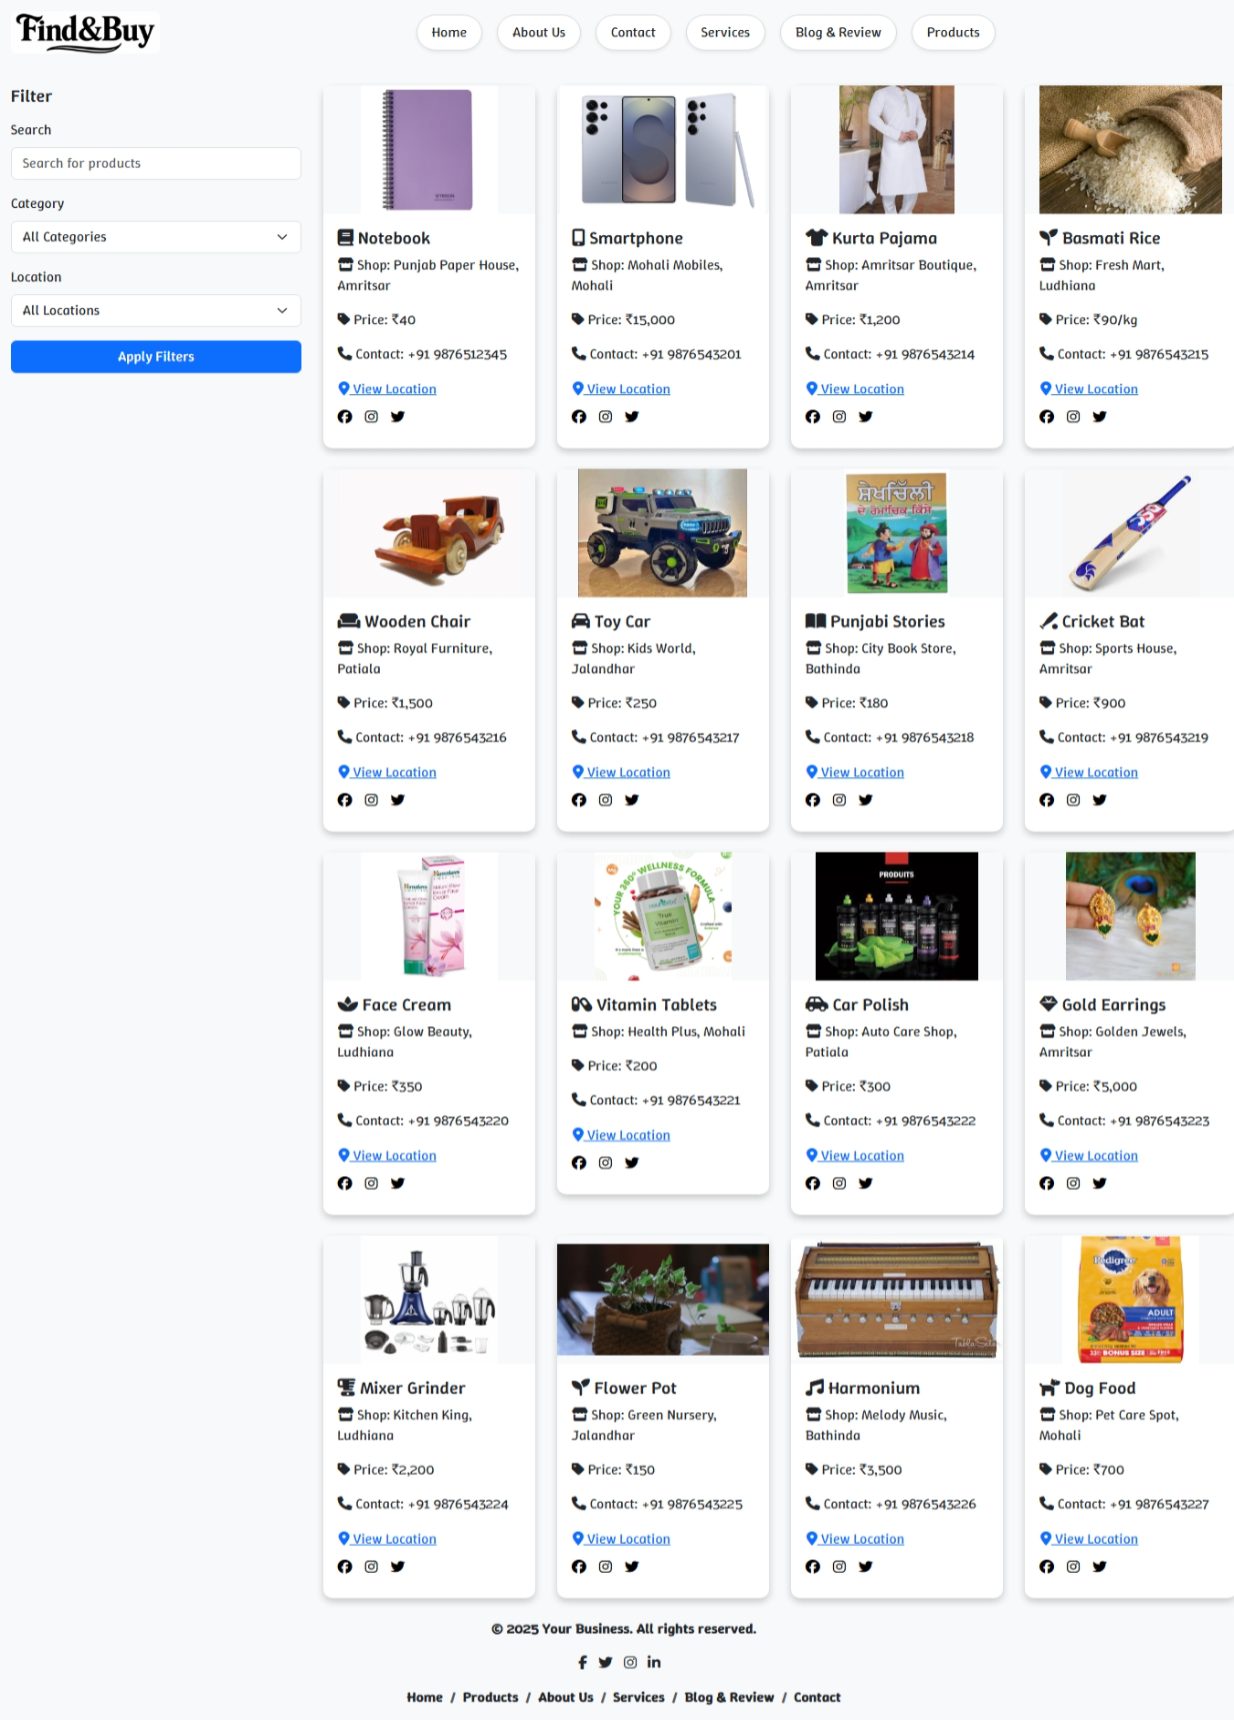 Find&Buy
Home
About Us
Contact
Services
Blog & Review
Products
Filter
Search
Search for products
Category
All Categories
Location
All Locations
Apply Filters
Notebook
Shop: Punjab Paper House,
Amritsar
Price: ₹40
Contact: +91 9876512345
View Location
Smartphone
Shop: Mohali Mobiles,
Mohali
Price: ₹15,000
Contact: +91 9876543201
View Location
Kurta Pajama
Shop: Amritsar Boutique,
Amritsar
Price: ₹1,200
Contact: +91 9876543214
View Location
Basmati Rice
Shop: Fresh Mart,
Ludhiana
Price: ₹90/kg
Contact: +91 9876543215
View Location
Wooden Chair
Shop: Royal Furniture,
Patiala
Price: ₹1,500
Contact: +91 9876543216
View Location
Toy Car
Shop: Kids World,
Jalandhar
Price: ₹250
Contact: +91 9876543217
View Location
ਸ਼ੇਖਚਿੱਲੀ
ਦੇ ਰੋਮਾਂਚਿਕ ਕਿੱਸੇ
Punjabi Stories
Shop: City Book Store,
Bathinda
Price: ₹180
Contact: +91 9876543218
View Location
Cricket Bat
Shop: Sports House,
Amritsar
Price: ₹900
Contact: +91 9876543219
View Location
Himalaya
Face Cream
Shop: Glow Beauty,
Ludhiana
Price: ₹350
Contact: +91 9876543220
View Location
YOUR 360° WELLNESS FORMULA
True
Vitamin
Vitamin Tablets
Shop: Health Plus, Mohali
Price: ₹200
Contact: +91 9876543221
View Location
PRODUITS
Car Polish
Shop: Auto Care Shop,
Patiala
Price: ₹300
Contact: +91 9876543222
View Location
Gold Earrings
Shop: Golden Jewels,
Amritsar
Price: ₹5,000
Contact: +91 9876543223
View Location
Mixer Grinder
Shop: Kitchen King,
Ludhiana
Price: ₹2,200
Contact: +91 9876543224
View Location
Flower Pot
Shop: Green Nursery,
Jalandhar
Price: ₹150
Contact: +91 9876543225
View Location
Harmonium
Shop: Melody Music,
Bathinda
Price: ₹3,500
Contact: +91 9876543226
View Location
Pedigree
ADULT
BONUS SIZE
Dog Food
Shop: Pet Care Spot,
Mohali
Price: ₹700
Contact: +91 9876543227
View Location
© 2025 Your Business. All rights reserved.
Home / Products / About Us / Services / Blog & Review / Contact